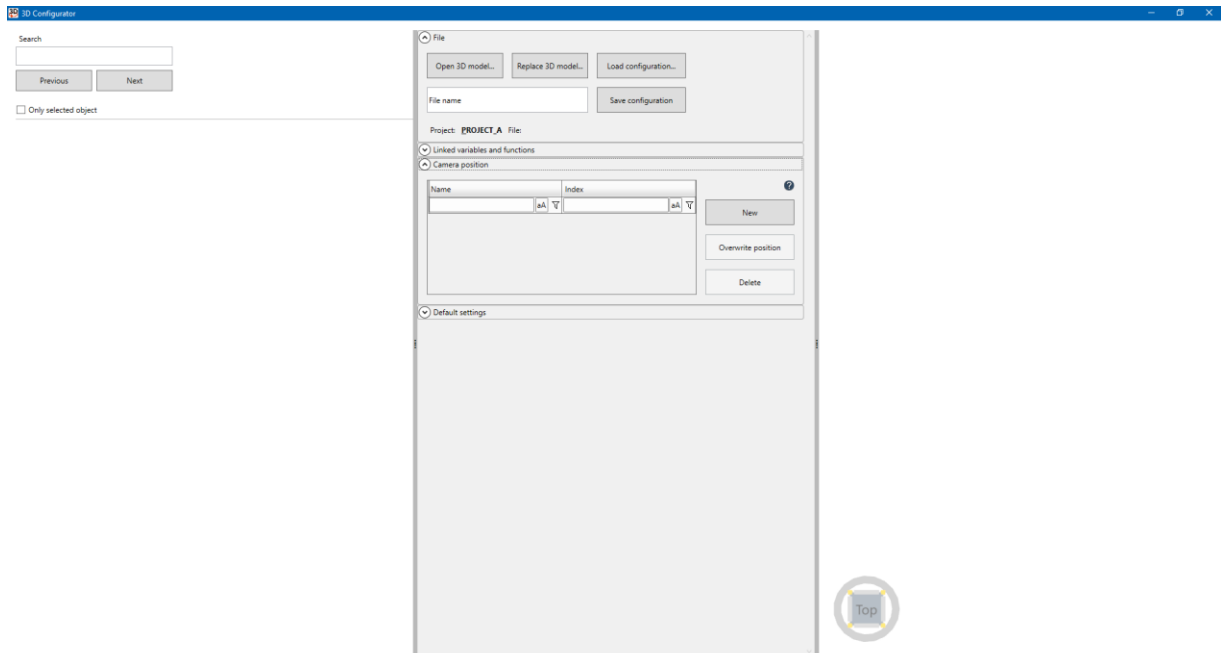 3D Configurator
Search
Previous Next
Only selected object
File
Open 3D model... Replace 3D model... Load configuration...
File name Save configuration
Project: PROJECT_A File:
Linked variables and functions
Camera position
Name Index
aA aA
?
New
Overwrite position
Delete
Default settings
Top